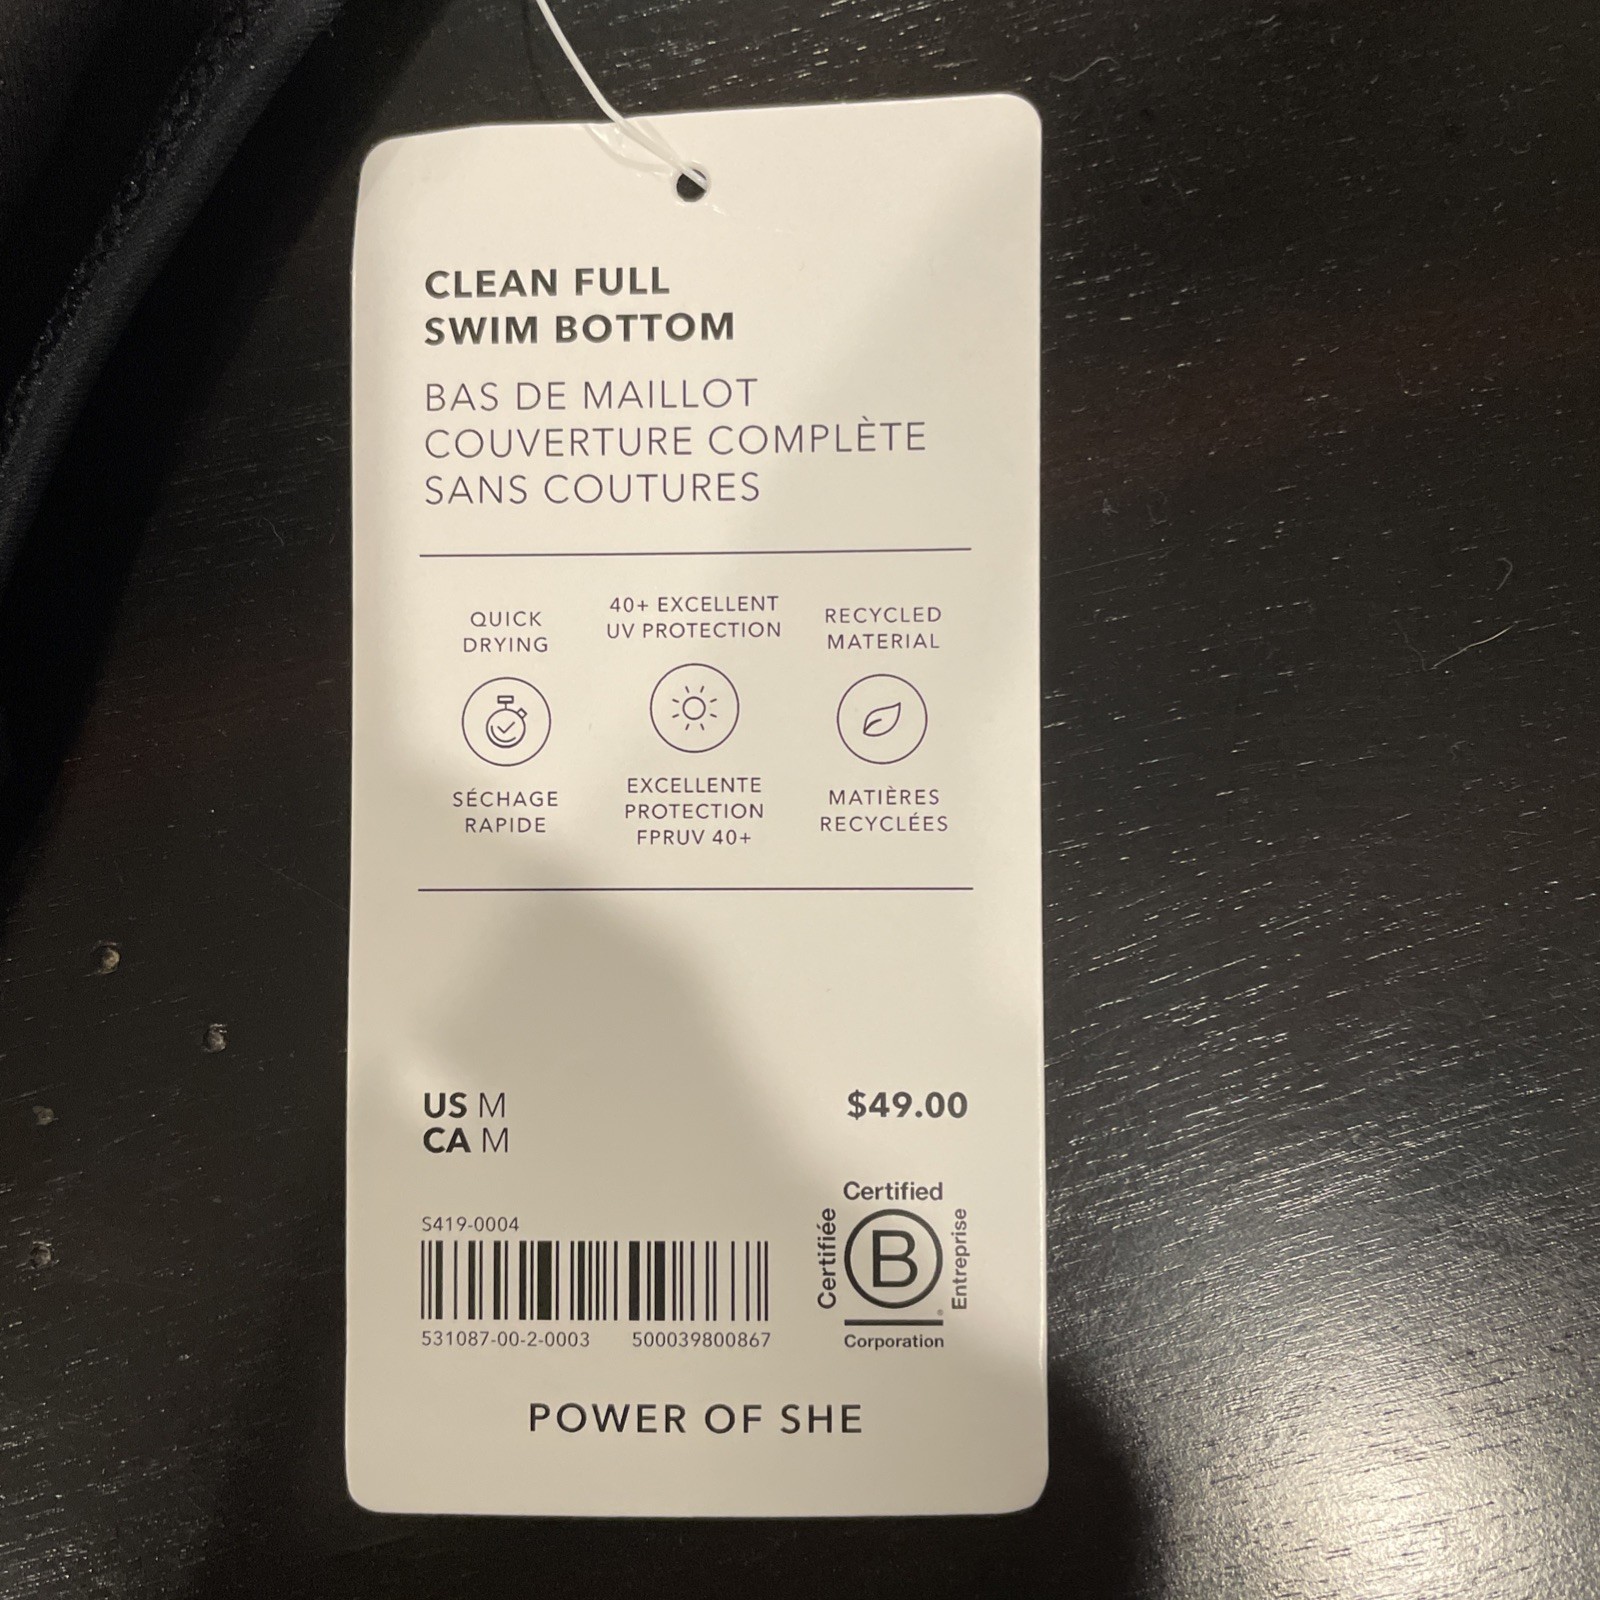 CLEAN FULL
SWIM BOTTOM
BAS DE MAILLOT
COUVERTURE COMPLÈTE
SANS COUTURES
QUICK
DRYING
40+ EXCELLENT
UV PROTECTION
RECYCLED
MATERIAL
SÉCHAGE
RAPIDE
EXCELLENTE
PROTECTION
FPRUV 40+
MATIÈRES
RECYCLÉES
US M
CA M
$49.00
S419-0004
531087-00-2-0003 500039800867
Certified
Certifiée
B
Entreprise
®
Corporation
POWER OF SHE